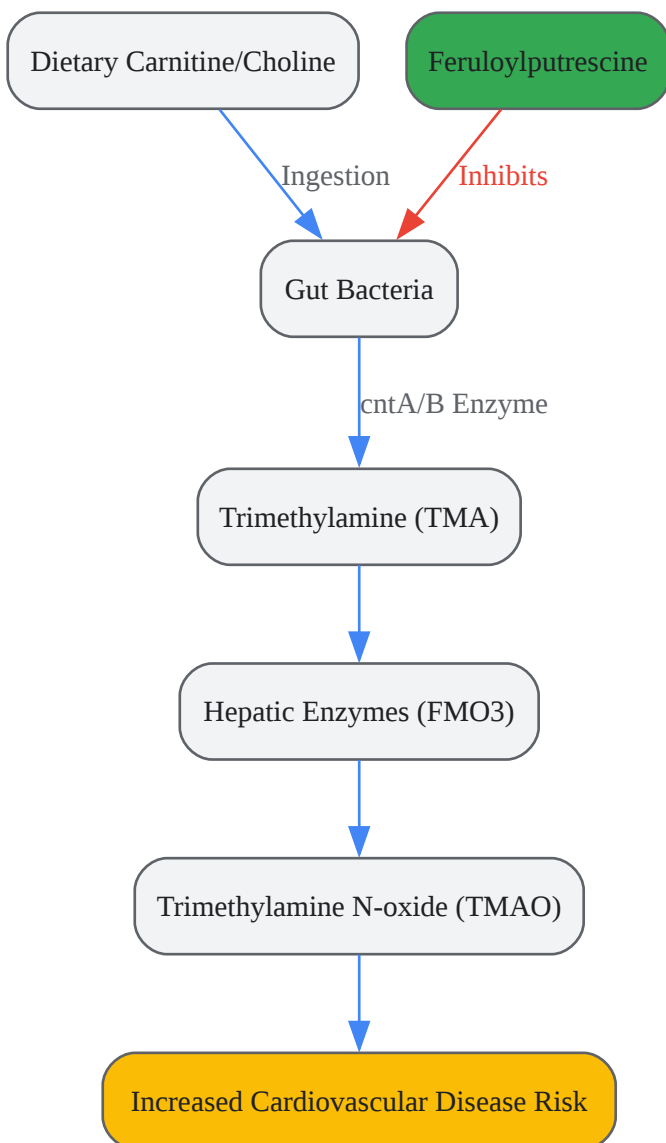 Dietary Carnitine/Choline
Feruloylputrescine
Ingestion
Inhibits
Gut Bacteria
cntA/B Enzyme
Trimethylamine (TMA)
Hepatic Enzymes (FMO3)
Trimethylamine N-oxide (TMAO)
Increased Cardiovascular Disease Risk